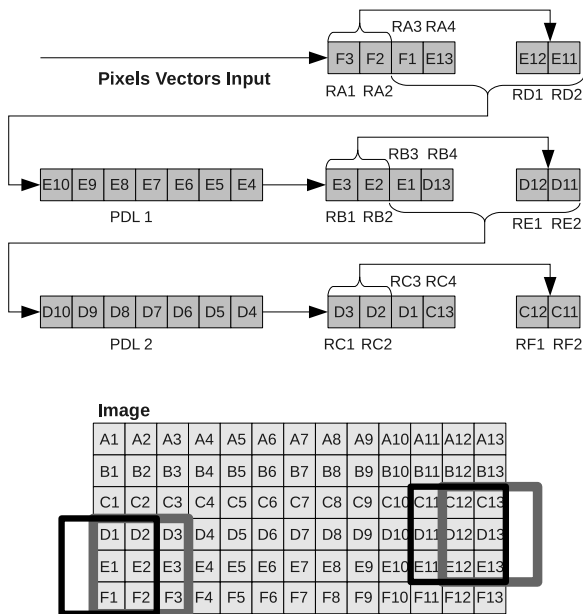 RA3 RA4
F3 F2 F1 E13 E12 E11
Pixels Vectors Input
RA1 RA2 RD1 RD2
RB3 RB4
E10 E9 E8 E7 E6 E5 E4 E3 E2 E1 D13 D12 D11
PDL 1 RB1 RB2 RE1 RE2
RC3 RC4
D10 D9 D8 D7 D6 D5 D4 D3 D2 D1 C13 C12 C11
PDL 2 RC1 RC2 RF1 RF2
Image
A1 A2 A3 A4 A5 A6 A7 A8 A9 A10 A11 A12 A13
B1 B2 B3 B4 B5 B6 B7 B8 B9 B10 B11 B12 B13
C1 C2 C3 C4 C5 C6 C7 C8 C9 C10 C11 C12 C13
D1 D2 D3 D4 D5 D6 D7 D8 D9 D10 D11 D12 D13
E1 E2 E3 E4 E5 E6 E7 E8 E9 E10 E11 E12 E13
F1 F2 F3 F4 F5 F6 F7 F8 F9 F10 F11 F12 F13